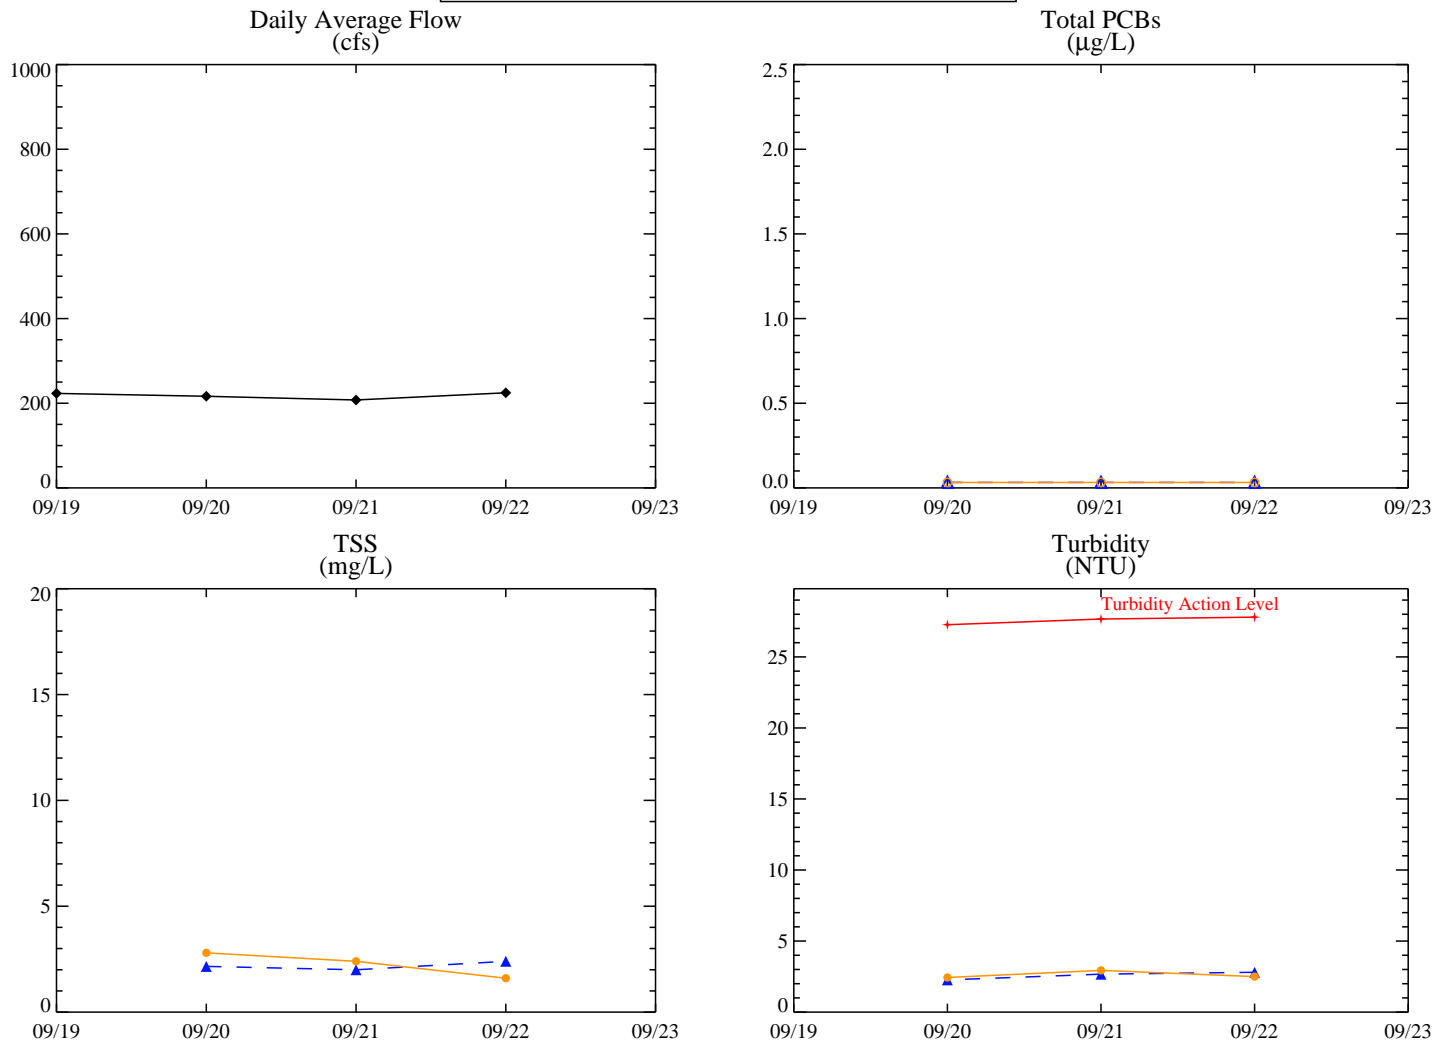 Daily Average Flow
(cfs)
1000
800
600
400
200
0
09/19 09/20 09/21 09/22 09/23
Total PCBs
(μg/L)
2.5
2.0
1.5
1.0
0.5
0.0
09/19 09/20 09/21 09/22 09/23
TSS
(mg/L)
20
15
10
5
0
09/19 09/20 09/21 09/22 09/23
Turbidity
(NTU)
Turbidity Action Level
25
20
15
10
5
0
09/19 09/20 09/21 09/22 09/23